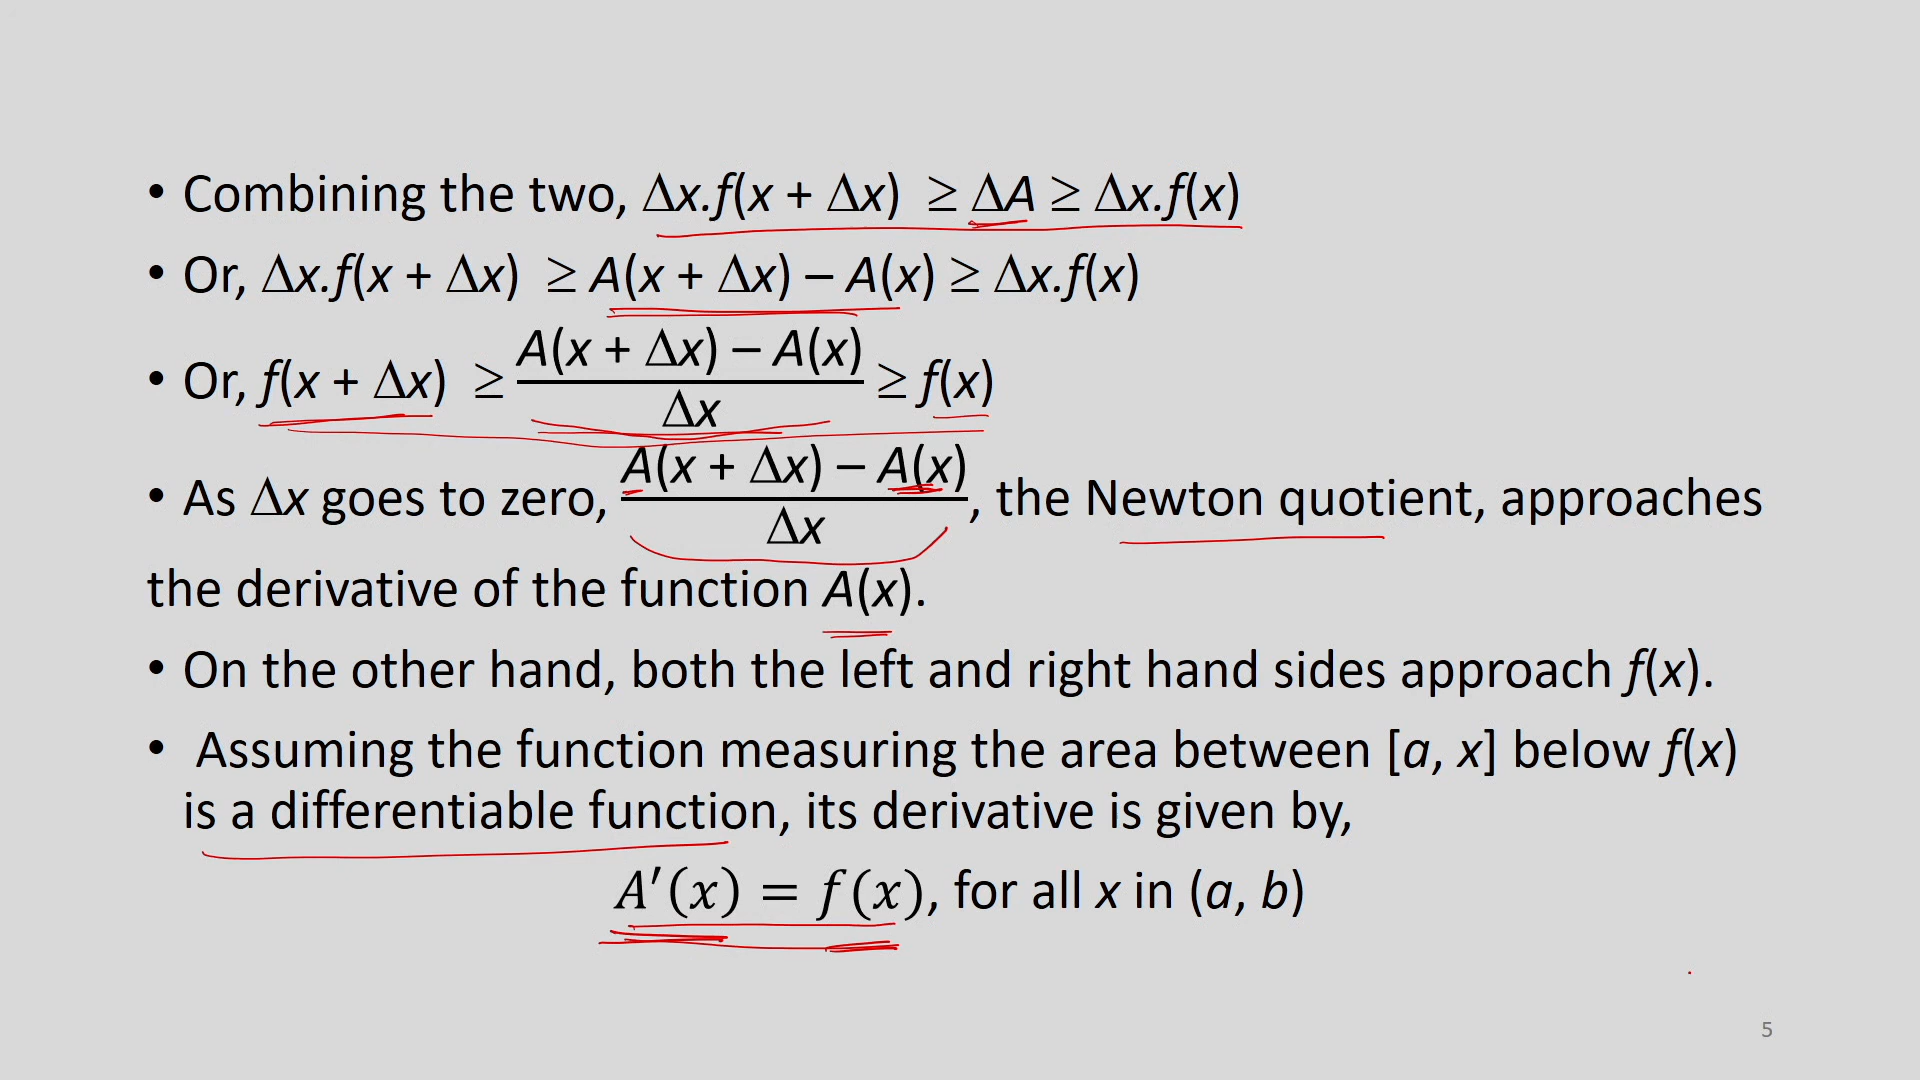 • Combining the two, Δx.f(x + Δx) ≥ ΔA ≥ Δx.f(x)
• Or, Δx.f(x + Δx) ≥ A(x + Δx) – A(x) ≥ Δx.f(x)
• Or, f(x + Δx) ≥ \frac{A(x + Δx) – A(x)}{Δx} ≥ f(x)
• As Δx goes to zero, \frac{A(x + Δx) – A(x)}{Δx}, the Newton quotient, approaches
the derivative of the function A(x).
• On the other hand, both the left and right hand sides approach f(x).
• Assuming the function measuring the area between [a, x] below f(x)
is a differentiable function, its derivative is given by,
A′(x) = f(x), for all x in (a, b)
5